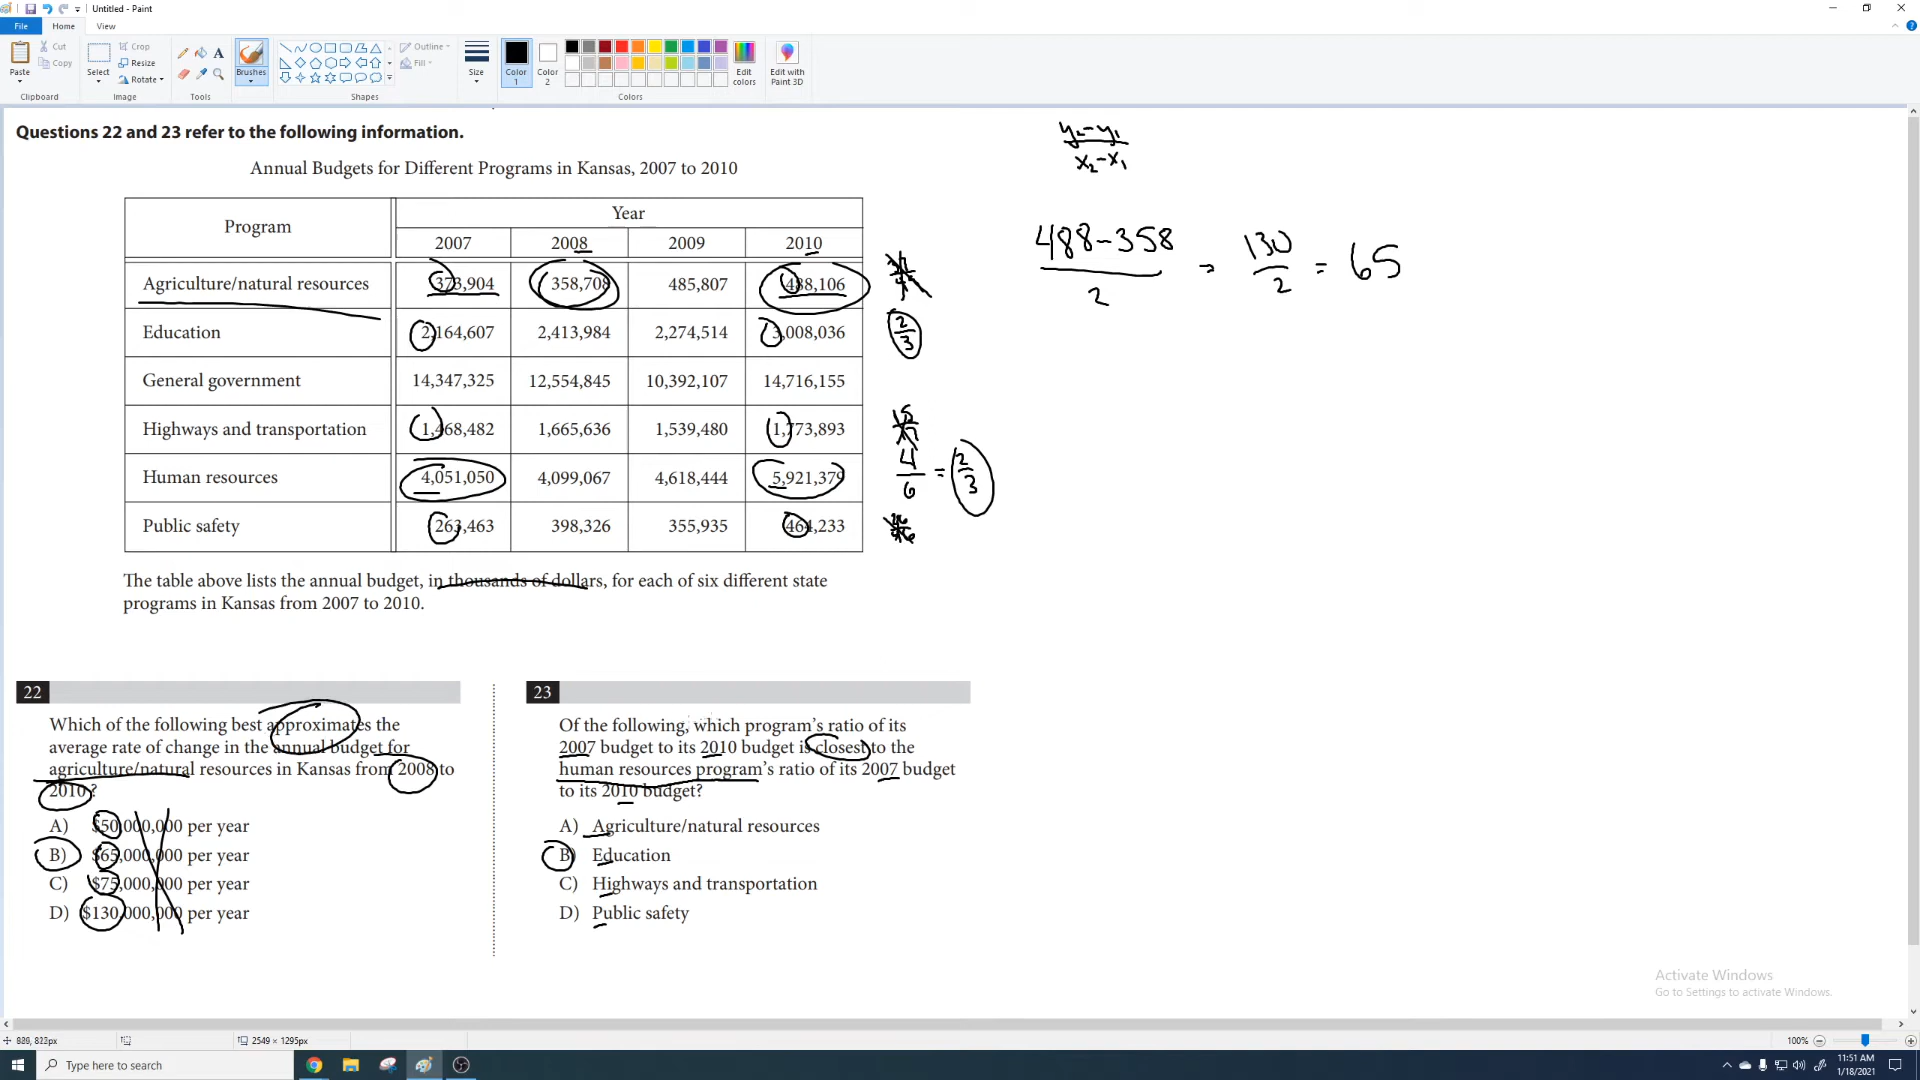 Untitled - Paint
File Home View
Paste Cut Copy Select Crop Resize Rotate Brushes Outline Fill Size Color 1 Color 2 Edit colors Edit with Paint 3D
Clipboard Image Tools Shapes Colors
Questions 22 and 23 refer to the following information.
Annual Budgets for Different Programs in Kansas, 2007 to 2010
Program Year
2007 2008 2009 2010
Agriculture/natural resources 373,904 358,708 485,807 488,106
Education 2,164,607 2,413,984 2,274,514 3,008,036
General government 14,347,325 12,554,845 10,392,107 14,716,155
Highways and transportation 1,468,482 1,665,636 1,539,480 1,773,893
Human resources 4,051,050 4,099,067 4,618,444 5,921,379
Public safety 263,463 398,326 355,935 464,233
The table above lists the annual budget, in thousands of dollars, for each of six different state
programs in Kansas from 2007 to 2010.
y₂-y₁
x₂-x₁
488-358
2
→ 130/2 = 65
2/3
4/6 = 2/3
22
Which of the following best approximates the
average rate of change in the annual budget for
agriculture/natural resources in Kansas from 2008 to
2010 ?
A) $50,000,000 per year
B) $65,000,000 per year
C) $75,000,000 per year
D) $130,000,000 per year
23
Of the following, which program's ratio of its
2007 budget to its 2010 budget is closest to the
human resources program's ratio of its 2007 budget
to its 2010 budget?
A) Agriculture/natural resources
B) Education
C) Highways and transportation
D) Public safety
Activate Windows
Go to Settings to activate Windows.
2549 × 1295px
100%
Type here to search
11:51 AM
1/18/2021